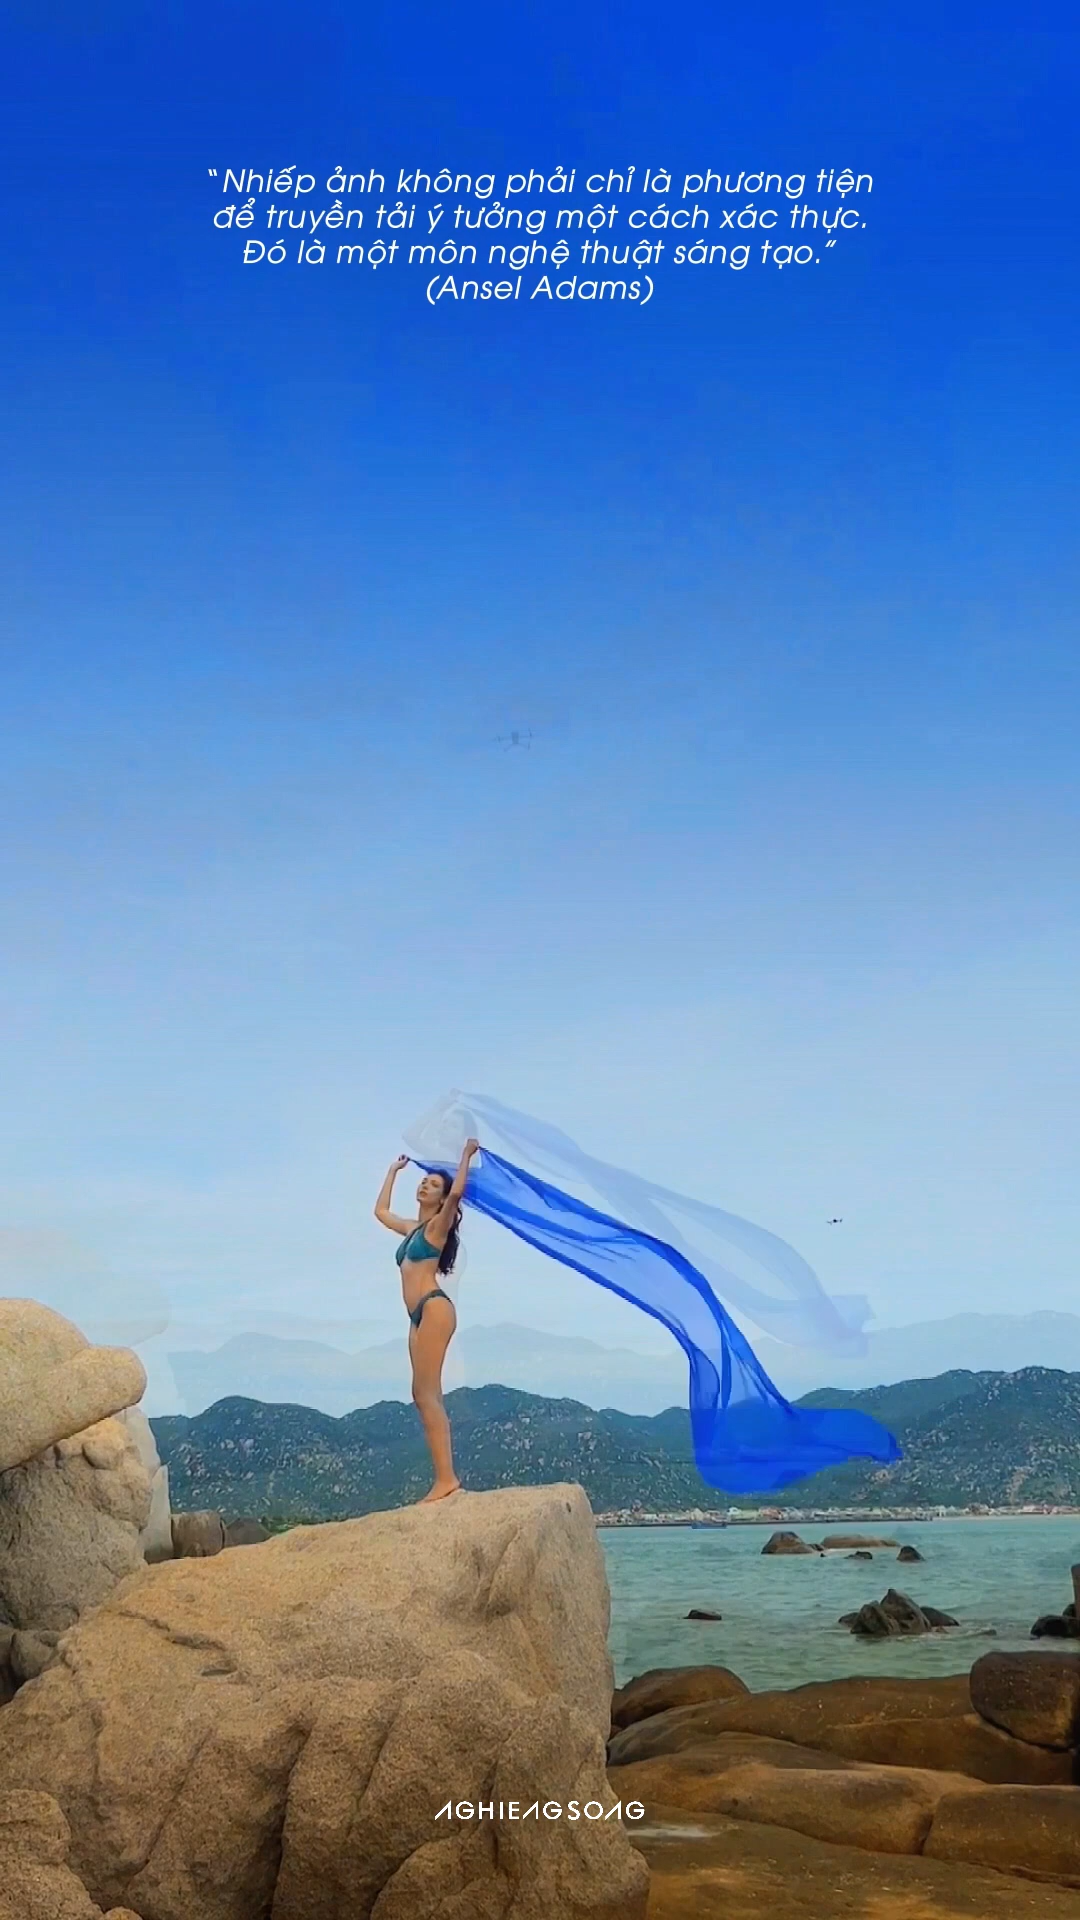 “Nhiếp ảnh không phải chỉ là phương tiện
để truyền tải ý tưởng một cách xác thực.
Đó là một môn nghệ thuật sáng tạo.”
(Ansel Adams)
AGHIEAGSOAG